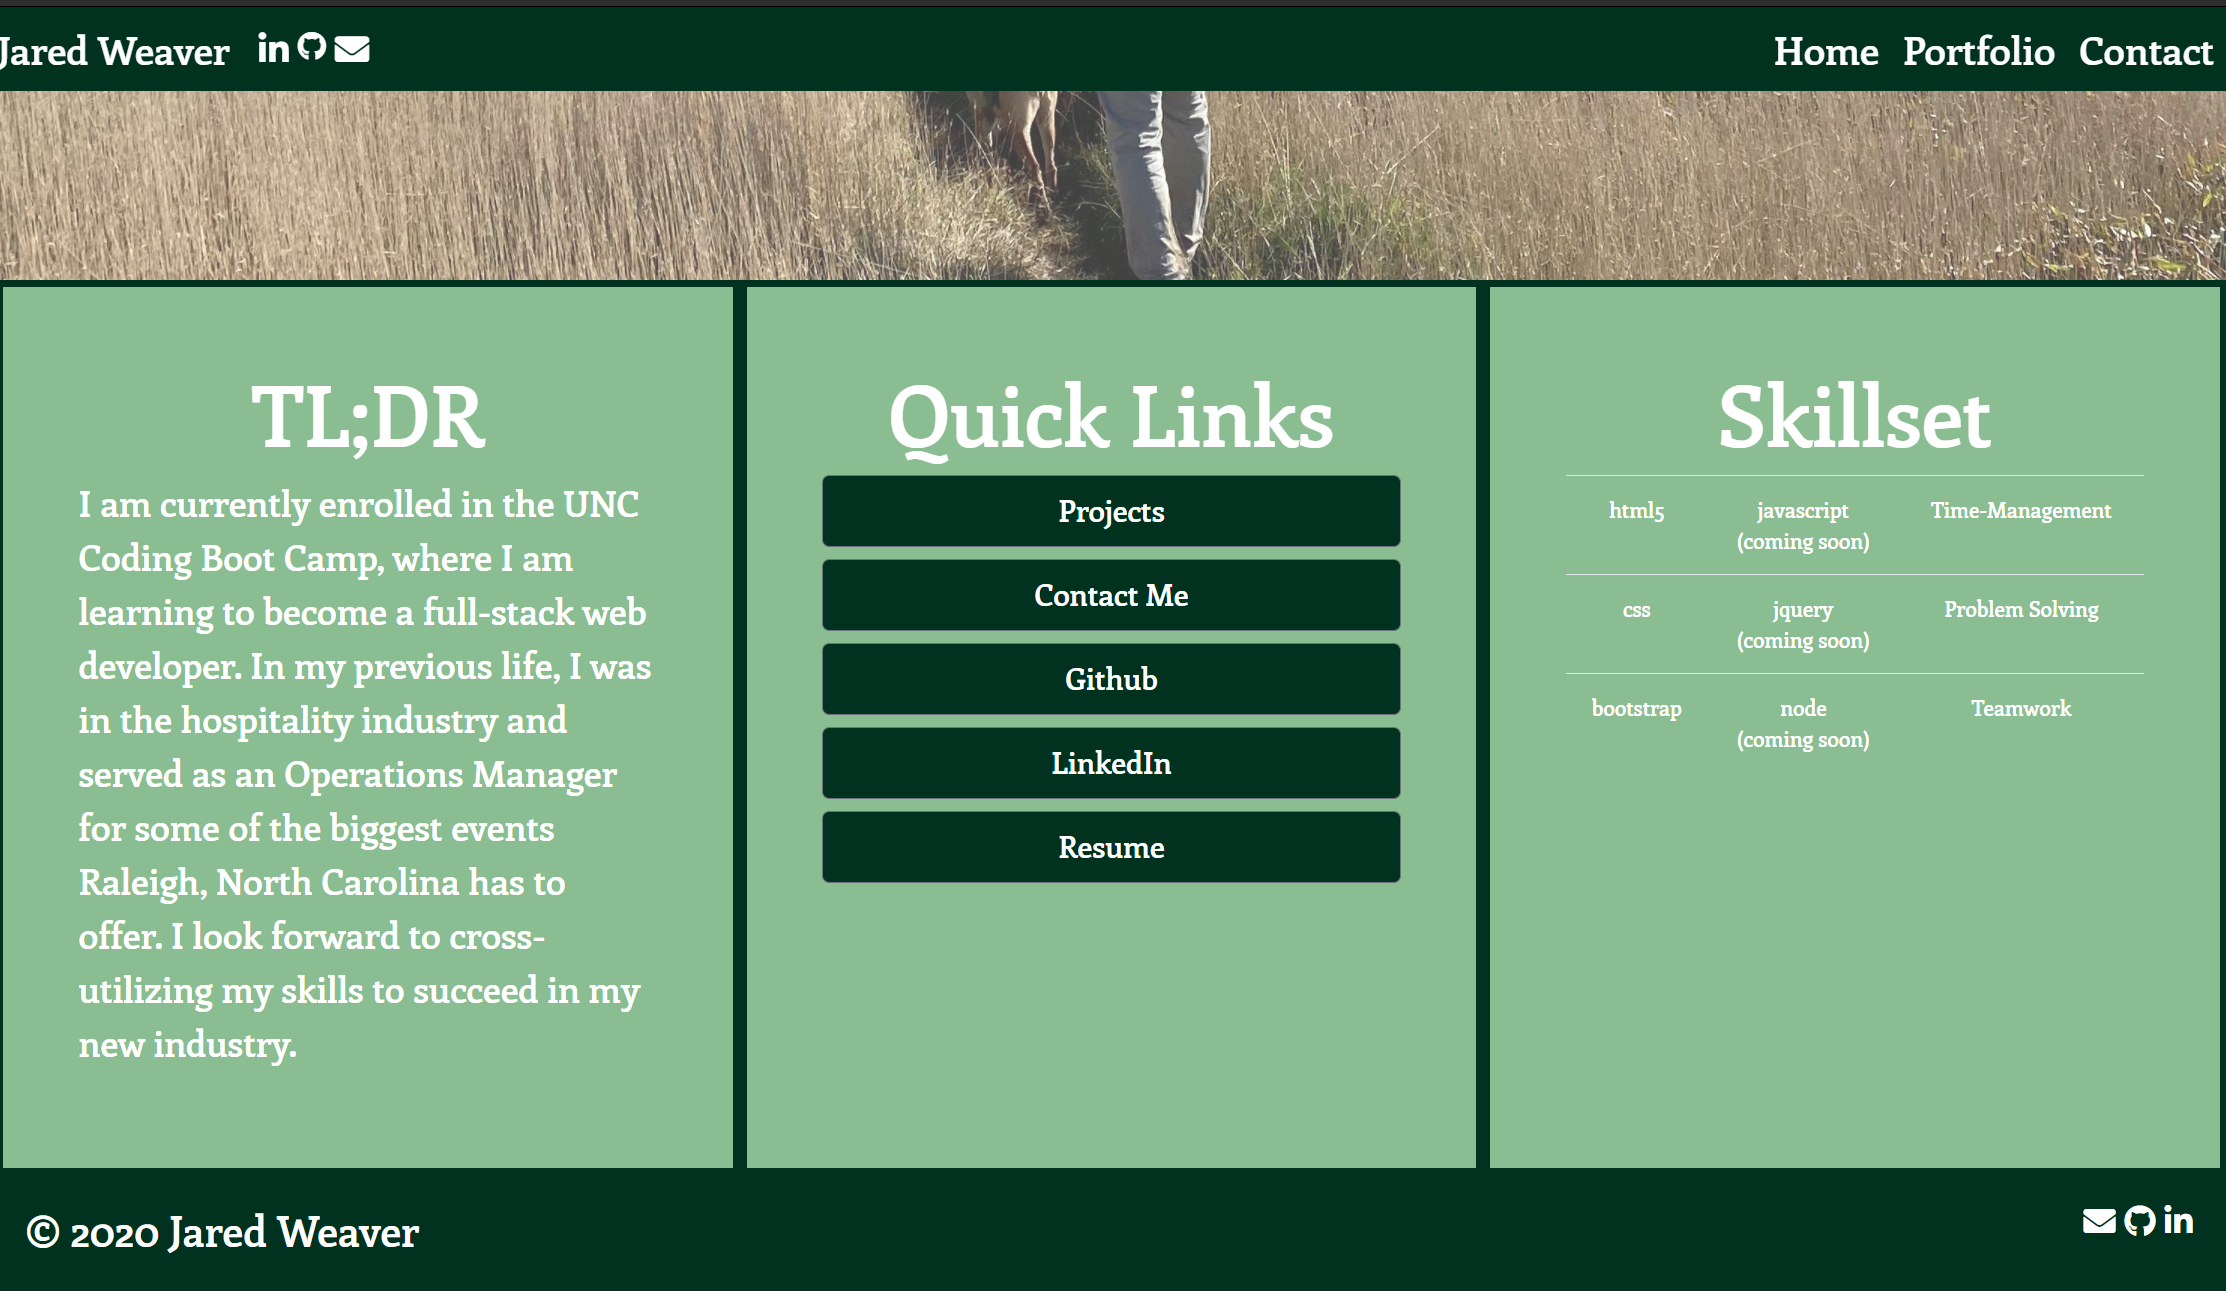 Jared Weaver
Home Portfolio Contact
TL;DR
I am currently enrolled in the UNC
Coding Boot Camp, where I am
learning to become a full-stack web
developer. In my previous life, I was
in the hospitality industry and
served as an Operations Manager
for some of the biggest events
Raleigh, North Carolina has to
offer. I look forward to cross-
utilizing my skills to succeed in my
new industry.
Quick Links
Projects
Contact Me
Github
LinkedIn
Resume
Skillset
html5 javascript Time-Management
(coming soon)
css jquery Problem Solving
(coming soon)
bootstrap node Teamwork
(coming soon)
© 2020 Jared Weaver